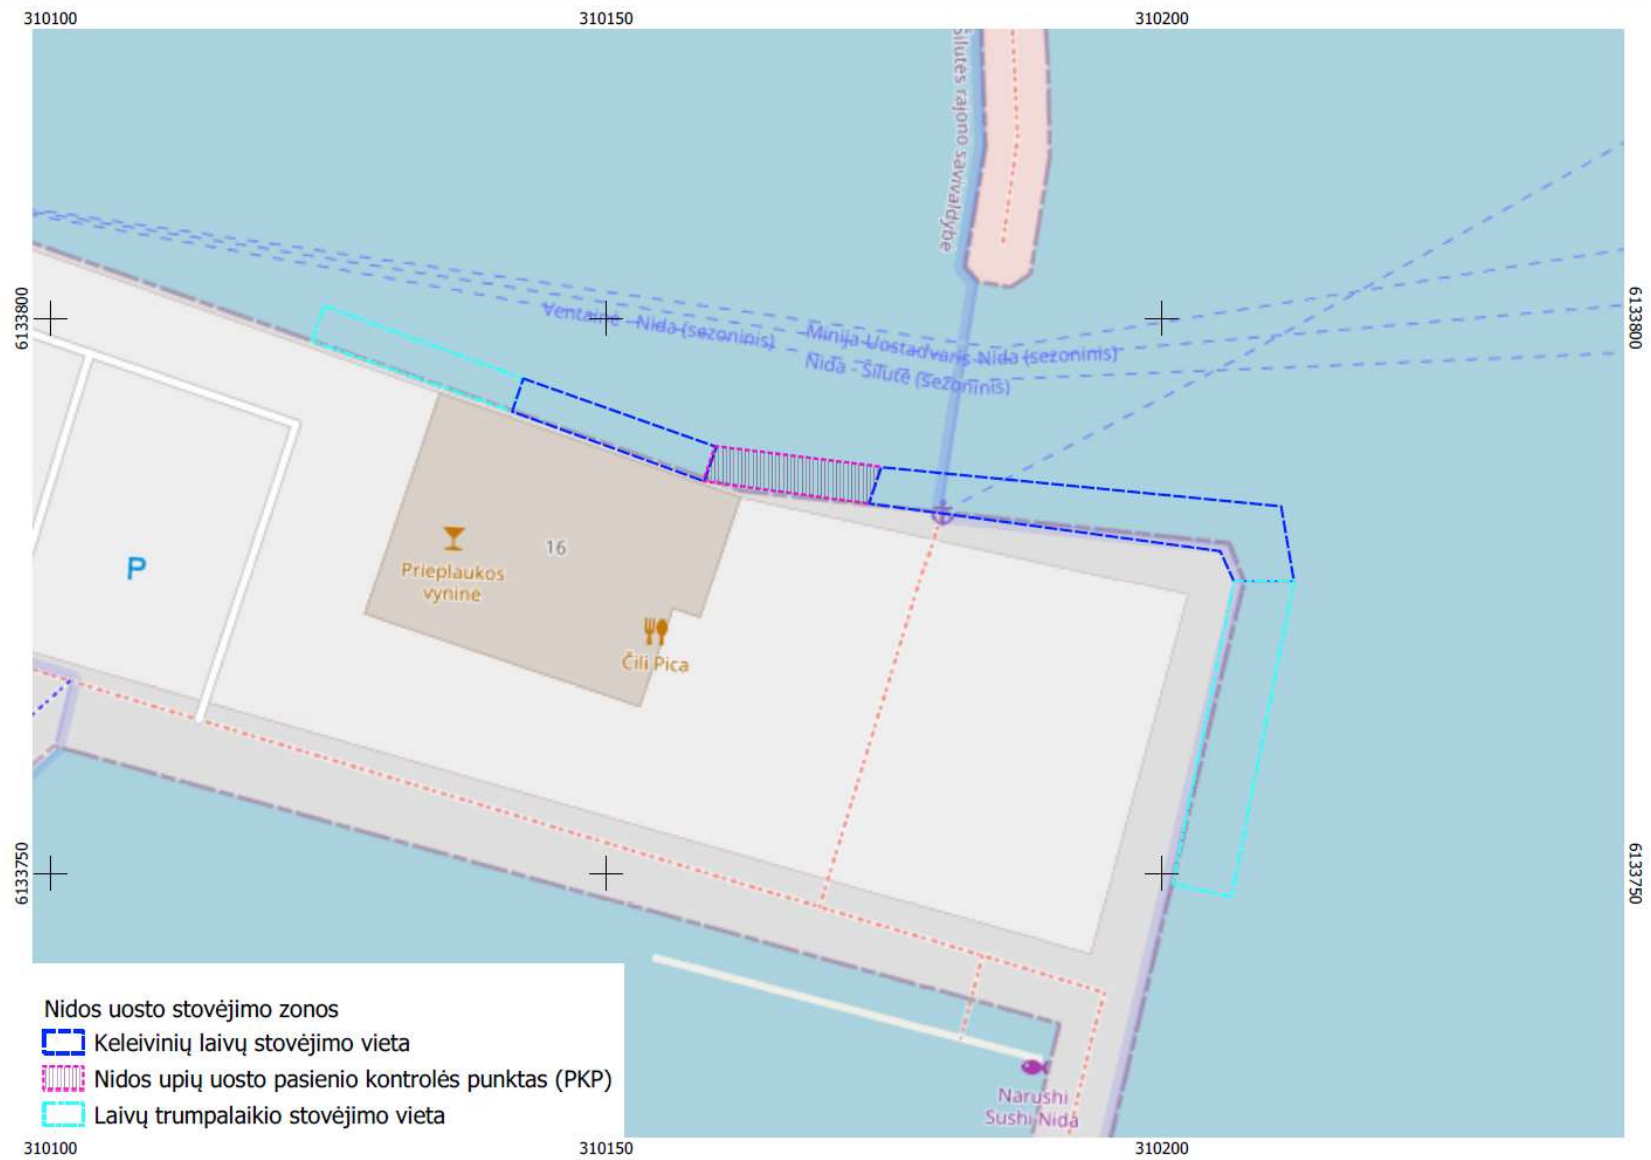 310100
310150
310200
Šilutės rajono savivaldybė
6133800
6133800
Ventainė - Nida (sezoninis)
Minija-Uostadvaris-Nida (sezoninis)
Nida - Šilutė (sezoninis)
16
Prieplaukos
vyninė
P
Čili Pica
6133750
6133750
Nidos uosto stovėjimo zonos
Keleivinių laivų stovėjimo vieta
Nidos upių uosto pasienio kontrolės punktas (PKP)
Laivų trumpalaikio stovėjimo vieta
Narushi
Sushi Nida
310100
310150
310200